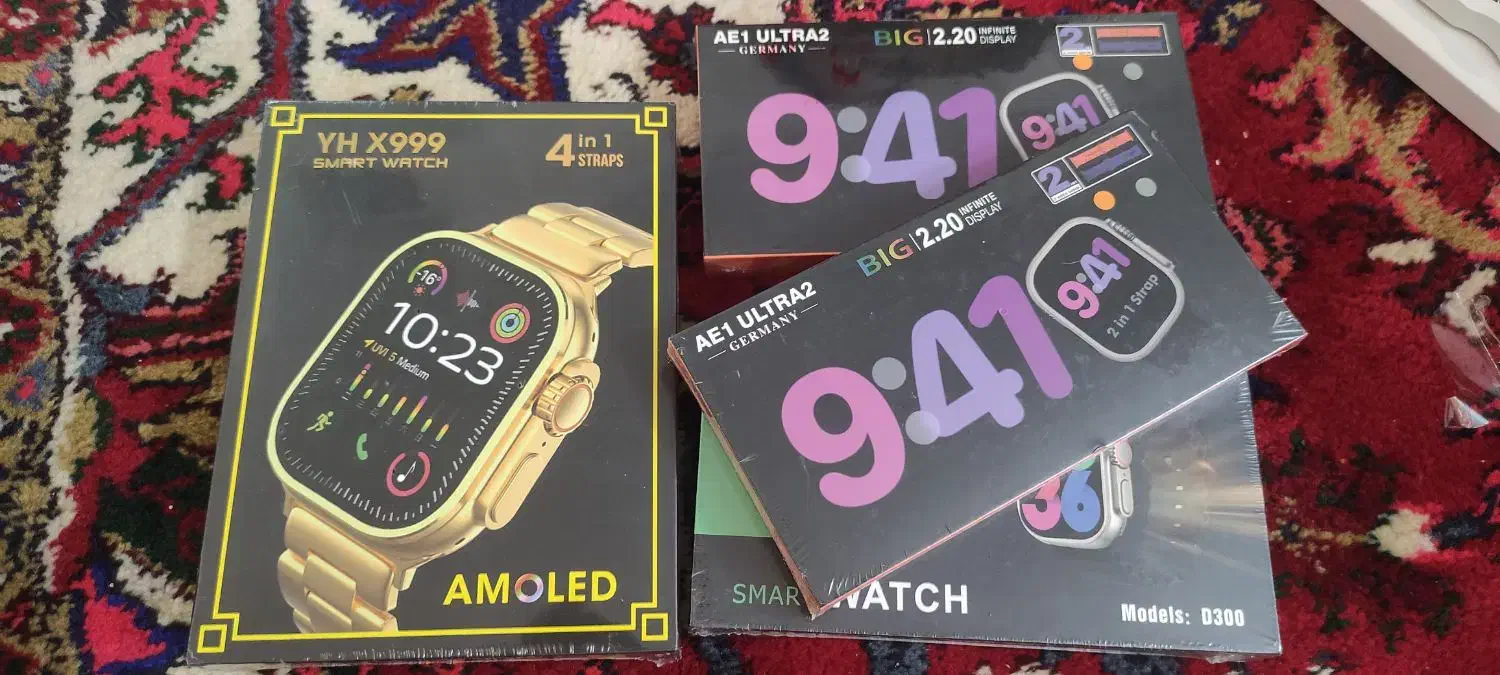 YH X999
SMART WATCH
4 in 1
STRAPS
-16°
10:23
UVI 5 Medium
AMOLED
AE1 ULTRA2
GERMANY
BIG 2.20 INFINITE
DISPLAY
2
9:41
9:41
AE1 ULTRA2
GERMANY
BIG 2.20 INFINITE
DISPLAY
2
9:41
9:41
2 in 1 Strap
36
SMAR WATCH
Models: D300